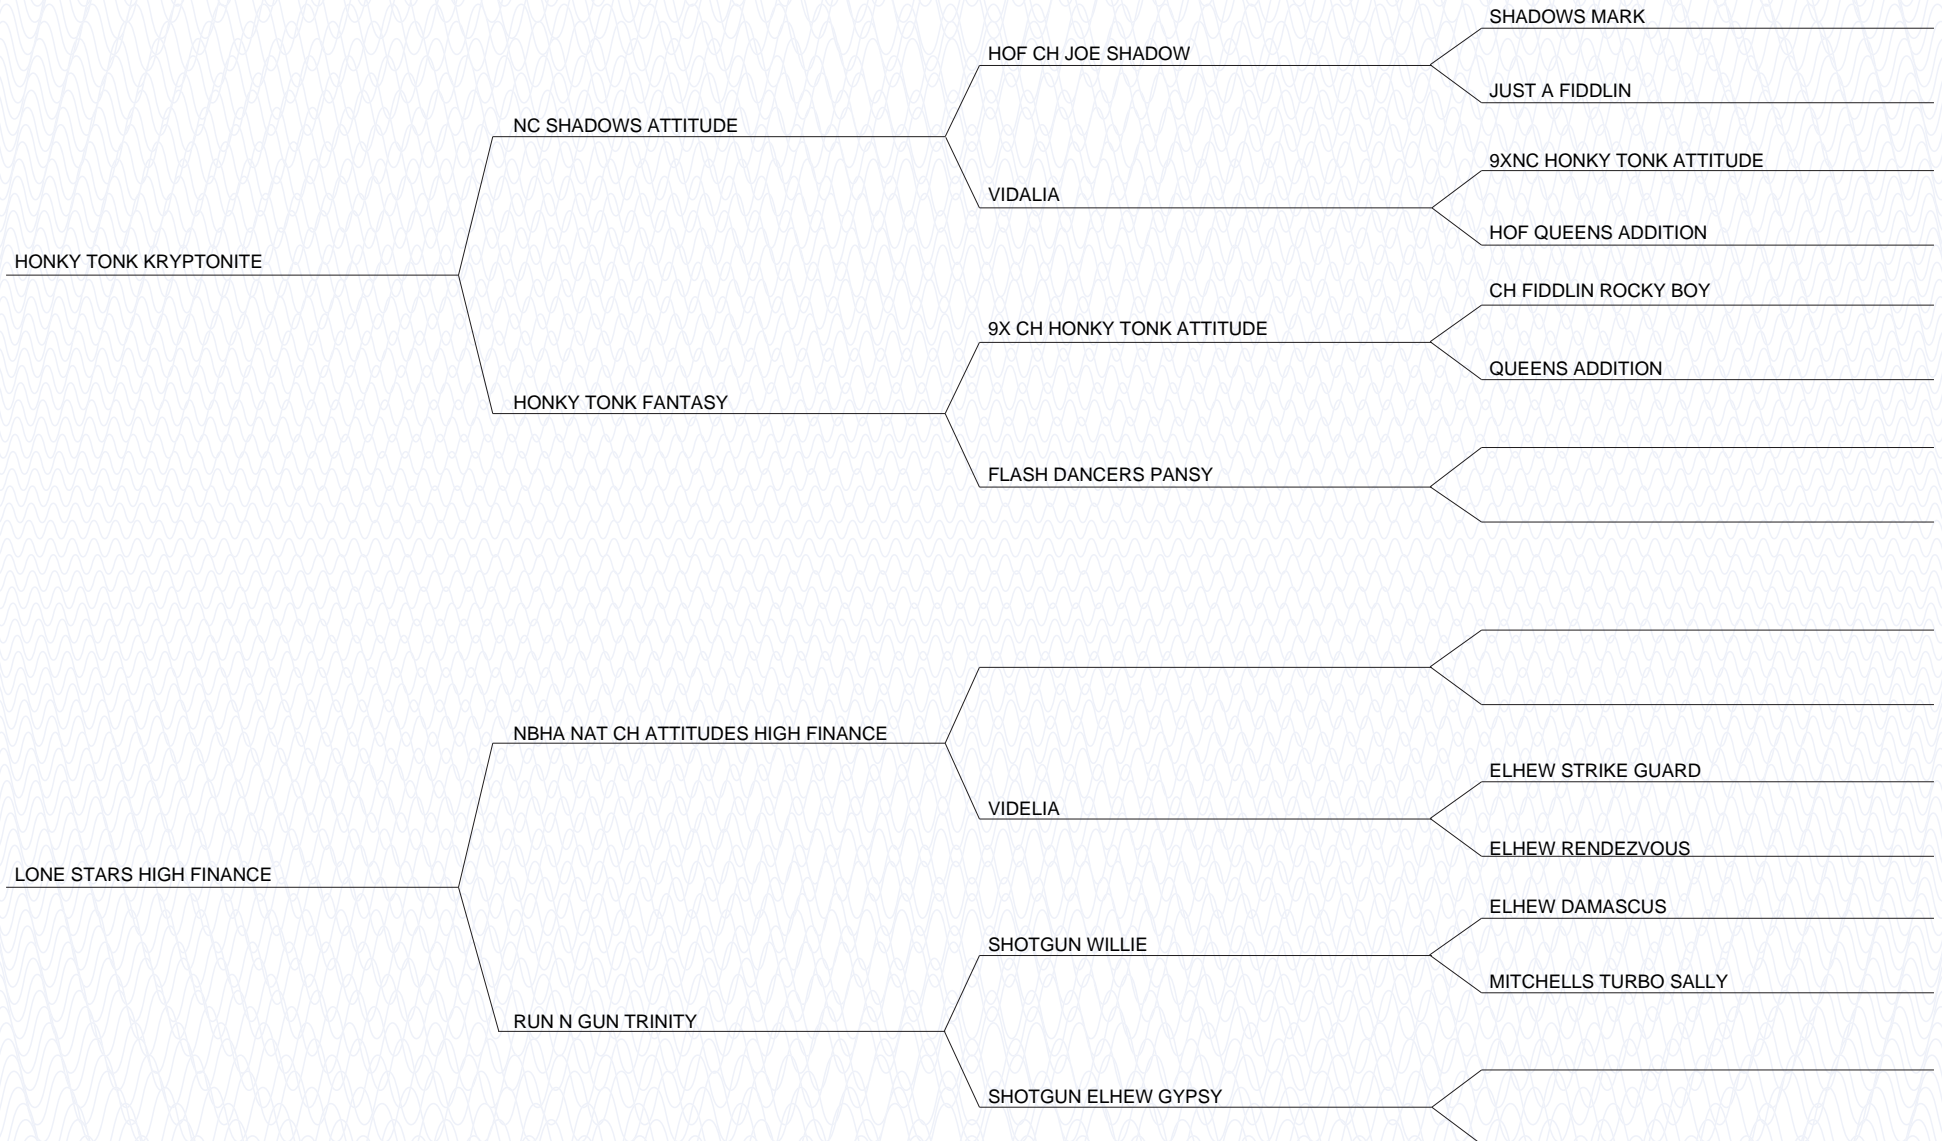 SHADOWS MARK
HOF CH JOE SHADOW
JUST A FIDDLIN
NC SHADOWS ATTITUDE
9XNC HONKY TONK ATTITUDE
VIDALIA
HOF QUEENS ADDITION
HONKY TONK KRYPTONITE
CH FIDDLIN ROCKY BOY
9X CH HONKY TONK ATTITUDE
QUEENS ADDITION
HONKY TONK FANTASY
FLASH DANCERS PANSY
NBHA NAT CH ATTITUDES HIGH FINANCE
ELHEW STRIKE GUARD
VIDELIA
ELHEW RENDEZVOUS
LONE STARS HIGH FINANCE
ELHEW DAMASCUS
SHOTGUN WILLIE
MITCHELLS TURBO SALLY
RUN N GUN TRINITY
SHOTGUN ELHEW GYPSY